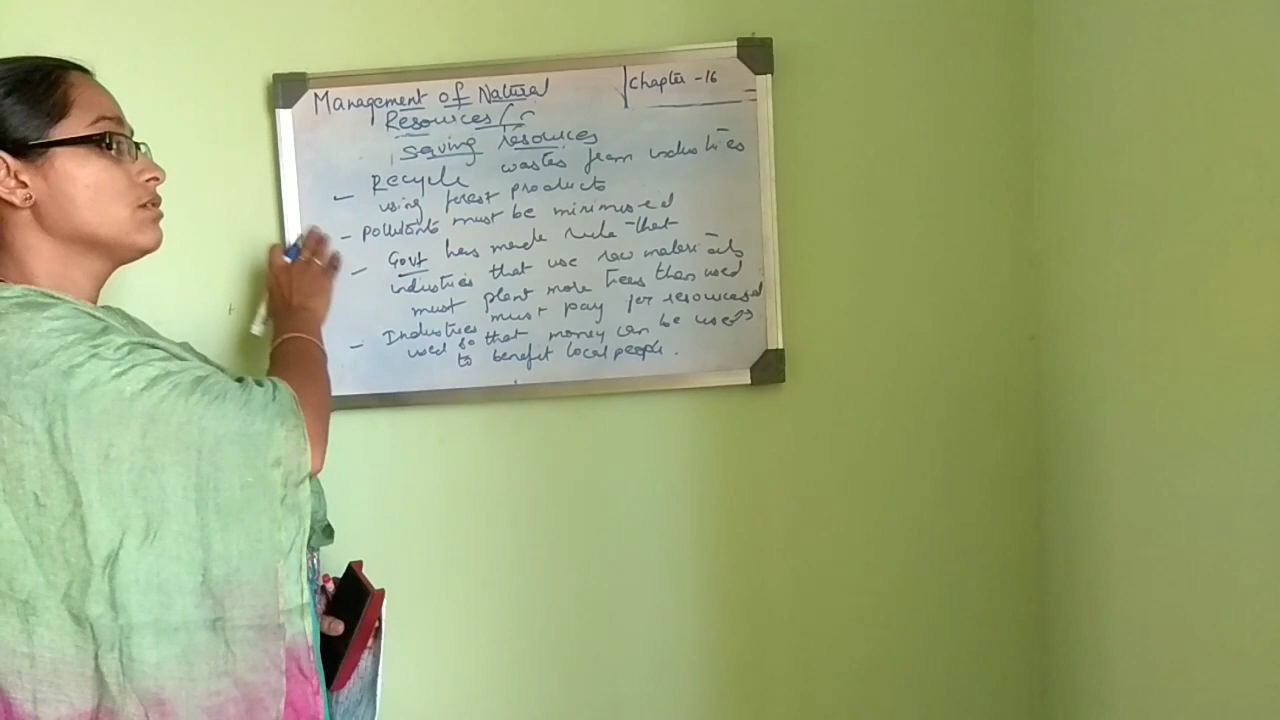 Management of Natural
Chapter -16
Resources / or
saving resources
- Recycle wastes from industries
using forest products
- Pollutants must be minimised
- Govt has made rule that
industries that use raw materials
must plant more trees than used
- Industries must pay for resources
used so that money can be used
to benefit local people.